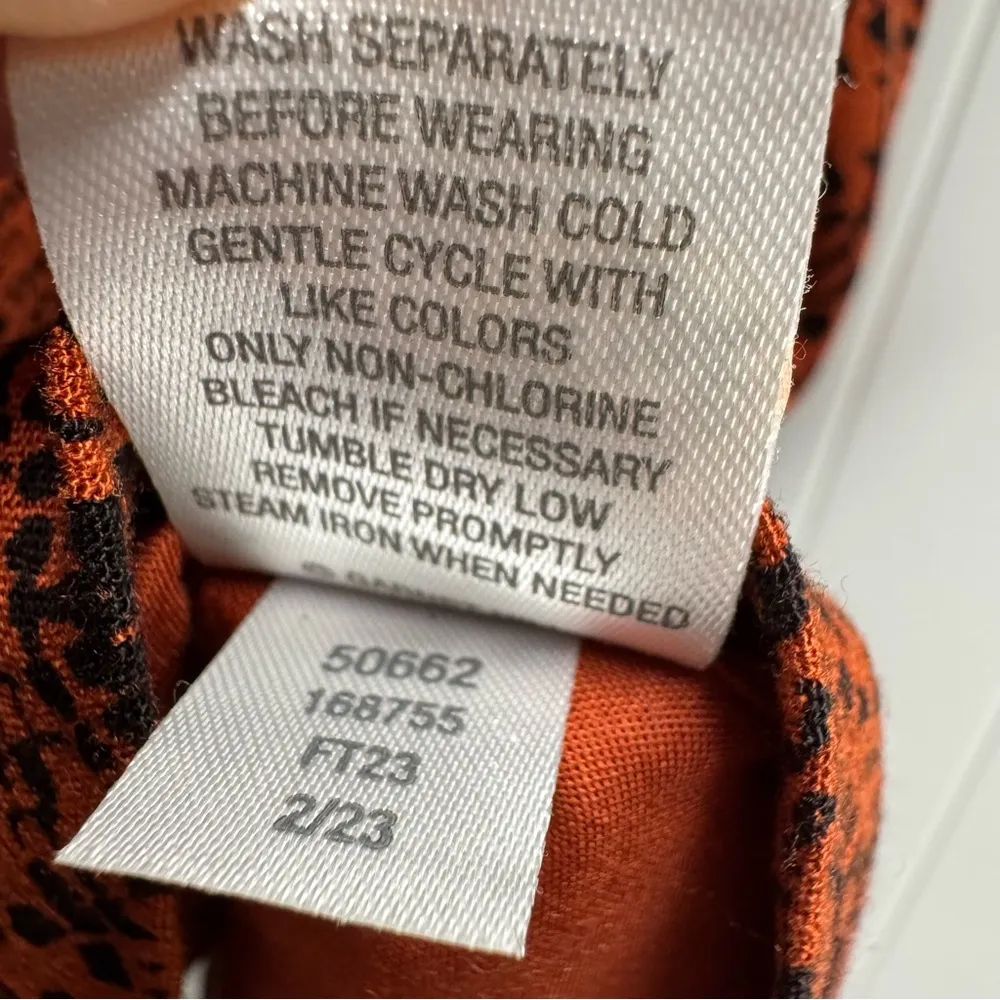 WASH SEPARATELY
BEFORE WEARING
MACHINE WASH COLD
GENTLE CYCLE WITH
LIKE COLORS
ONLY NON-CHLORINE
BLEACH IF NECESSARY
TUMBLE DRY LOW
REMOVE PROMPTLY
STEAM IRON WHEN NEEDED
50662
168755
FT23
2/23